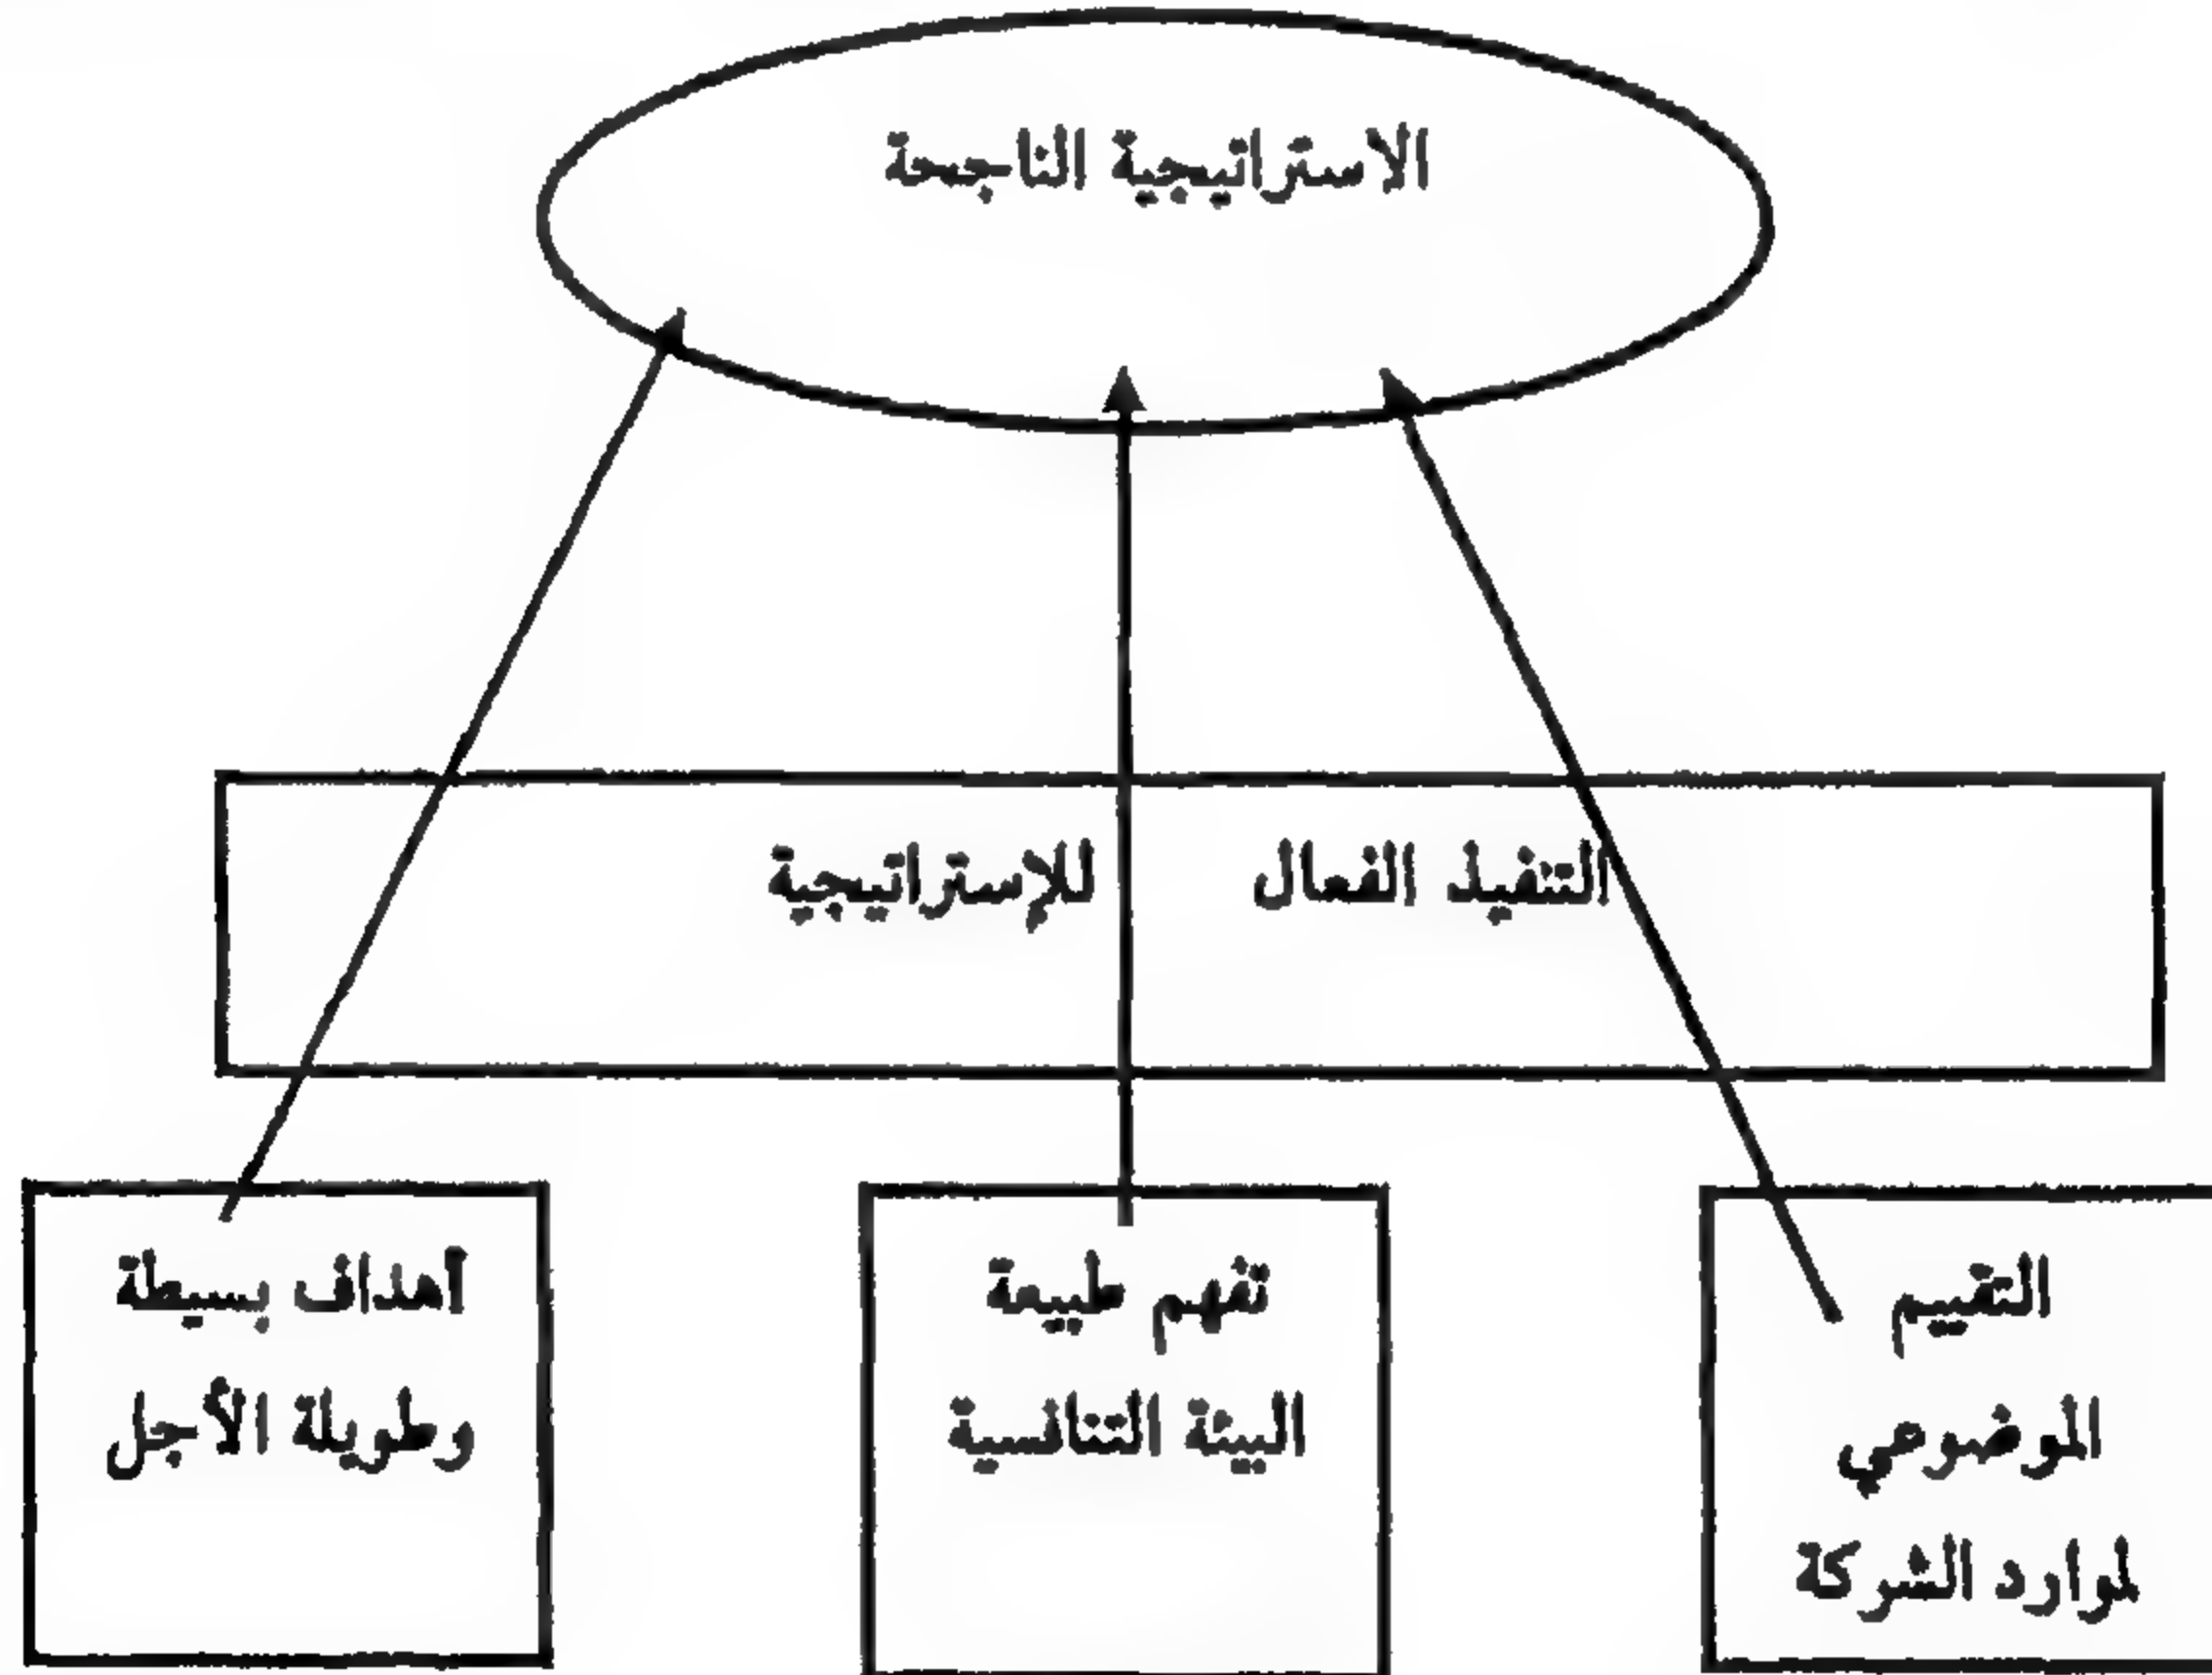 الاستراتيجية الناجحة
التنفيذ الفعال للإستراتيجية
التقييم
الموضوعي
لموارد الشركة
تفهم طبيعة
البيئة التنافسية
أهداف بسيطة
وطويلة الأجل